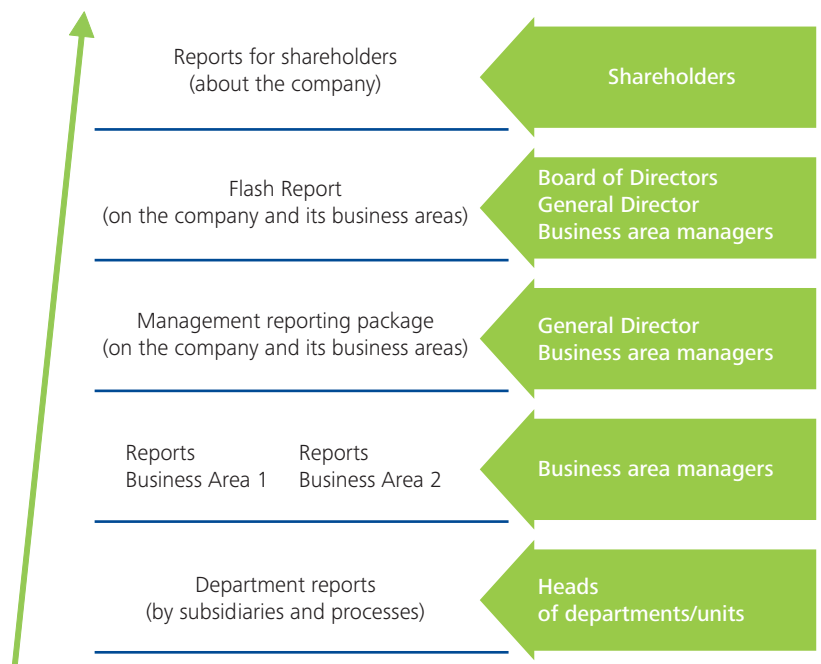 Reports for shareholders
(about the company)
Shareholders
Flash Report
(on the company and its business areas)
Board of Directors
General Director
Business area managers
Management reporting package
(on the company and its business areas)
General Director
Business area managers
Reports
Business Area 1
Reports
Business Area 2
Business area managers
Department reports
(by subsidiaries and processes)
Heads
of departments/units